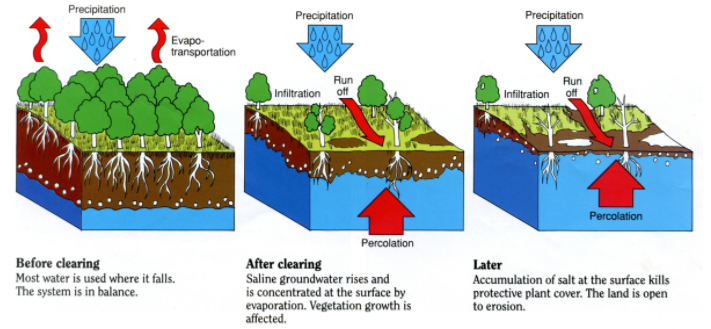 Precipitation
Evapo-
transportation
Before clearing
Most water is used where it falls.
The system is in balance.
Precipitation
Infiltration
Run
off
Percolation
After clearing
Saline groundwater rises and
is concentrated at the surface by
evaporation. Vegetation growth is
affected.
Precipitation
Infiltration
Run
off
Percolation
Later
Accumulation of salt at the surface kills
protective plant cover. The land is open
to erosion.